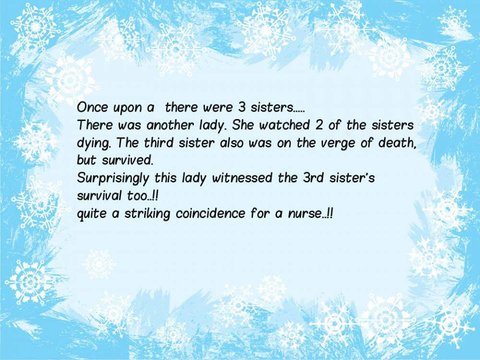 Once upon a  there were 3 sisters.....
There was another lady. She watched 2 of the sisters
dying. The third sister also was on the verge of death,
but survived.
Surprisingly this lady witnessed the 3rd sister's
survival too..!!
quite a striking coincidence for a nurse..!!